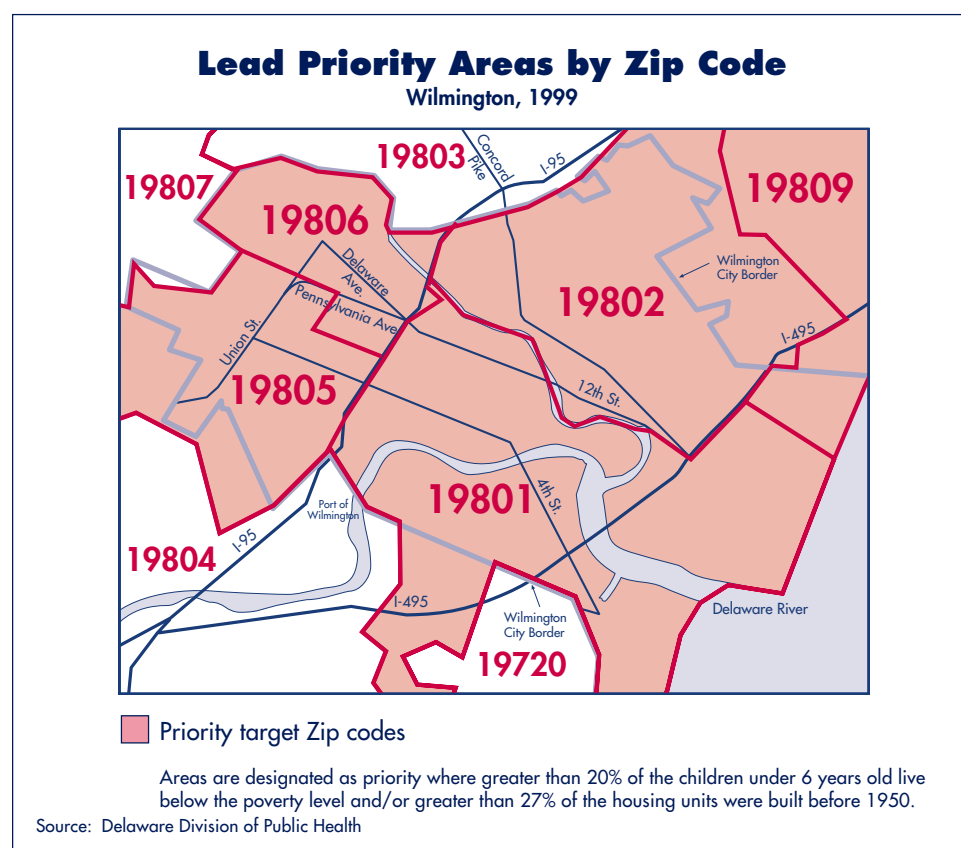 Lead Priority Areas by Zip Code
Wilmington, 1999
19803
Concord
Pike
I-95
19807
19809
19806
Delaware
Ave.
Wilmington
City Border
19802
Pennsylvania Ave.
Union St.
I-495
19805
12th St.
19801
4th St.
Port of
Wilmington
I-95
19804
I-495
Wilmington
City Border
Delaware River
19720
Priority target Zip codes
Areas are designated as priority where greater than 20% of the children under 6 years old live
below the poverty level and/or greater than 27% of the housing units were built before 1950.
Source: Delaware Division of Public Health